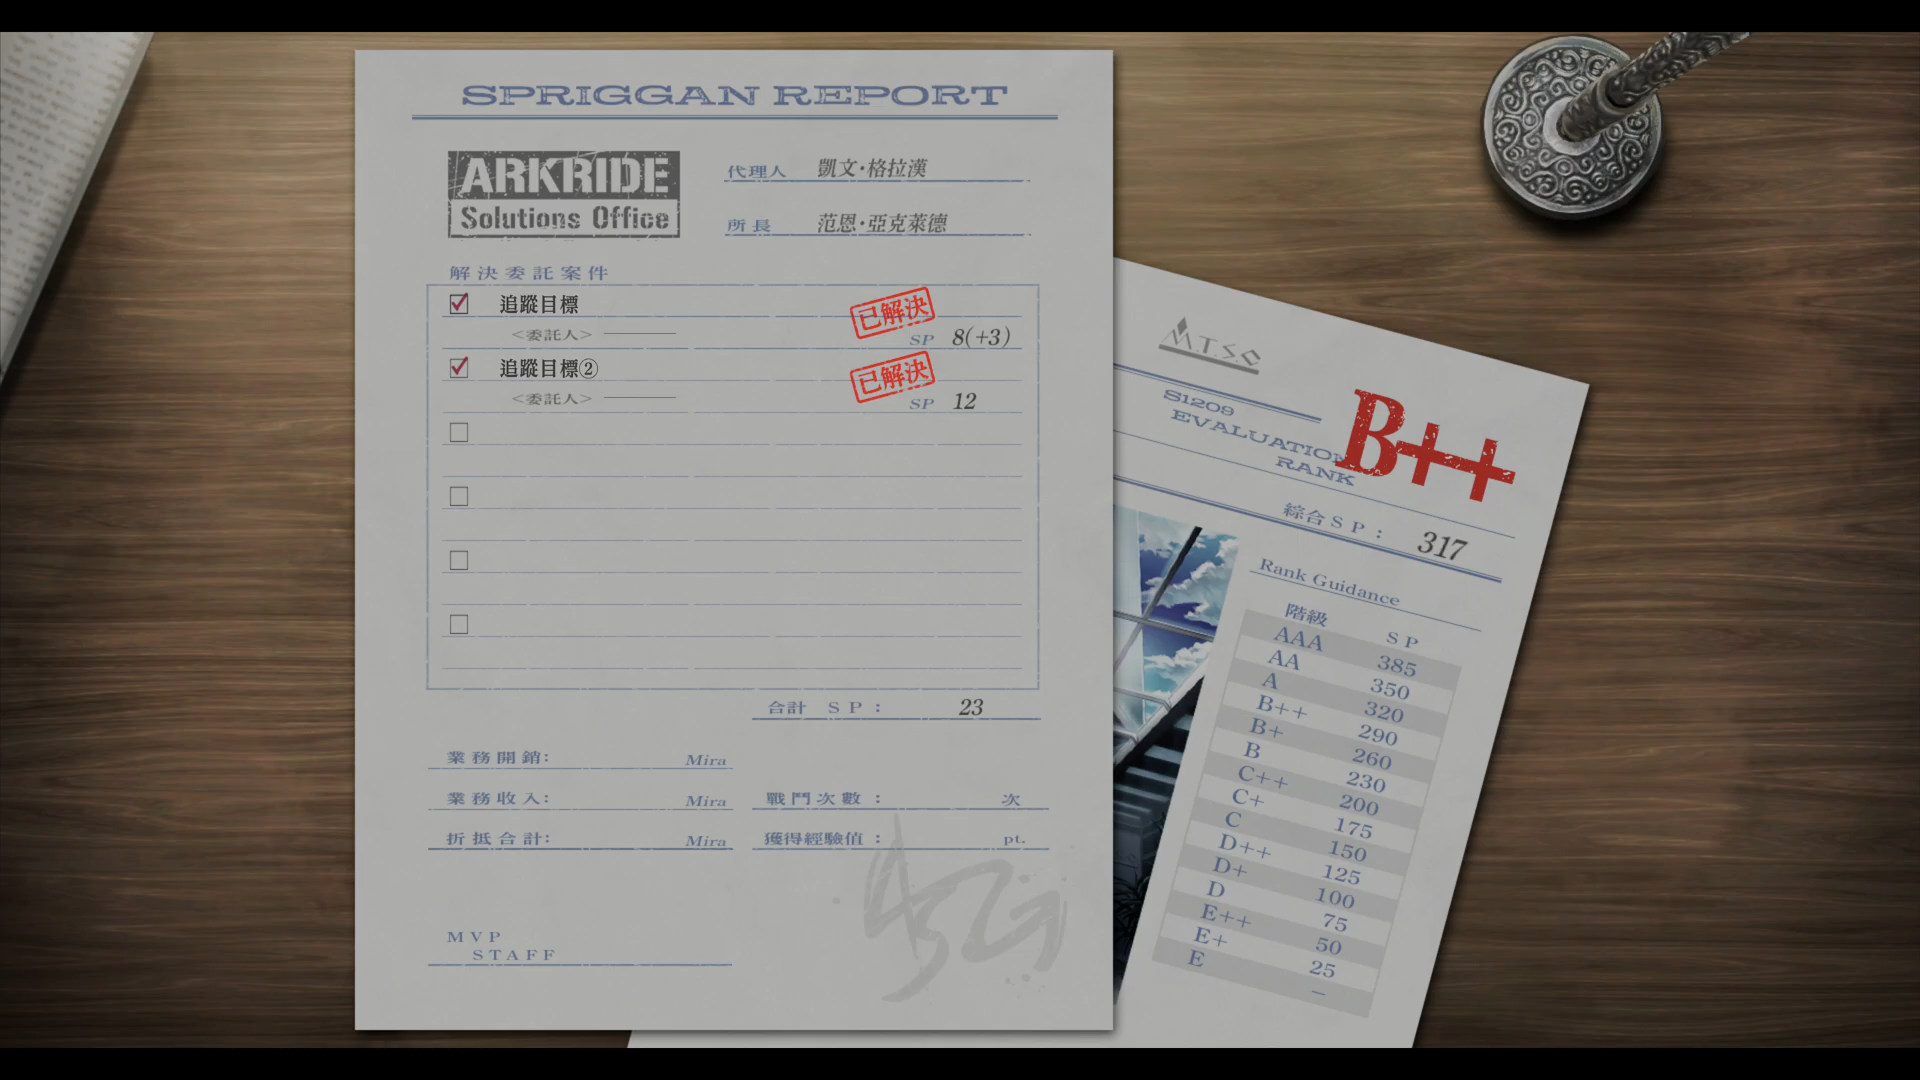 SPRIGGAN REPORT
ARKRIDE
Solutions Office
代理人 凱文·格拉漢
所長 范恩·亞克萊德
解決委託案件
追蹤目標
已解決
<委託人>
SP 8(+3)
追蹤目標②
已解決
<委託人>
SP 12
合計 SP: 23
業務開銷: Mira
業務收入: Mira
戰鬥次數: 次
折抵合計: Mira
獲得經驗值: pt.
MVP
STAFF
M.T.S.C
S1209
EVALUATION
RANK
B++
綜合SP: 317
Rank Guidance
階級 SP
AAA 385
AA 350
A 320
B++ 290
B+ 260
B 230
C++ 200
C+ 175
C 150
D++ 125
D+ 100
D 75
E++ 50
E+ 25
E –